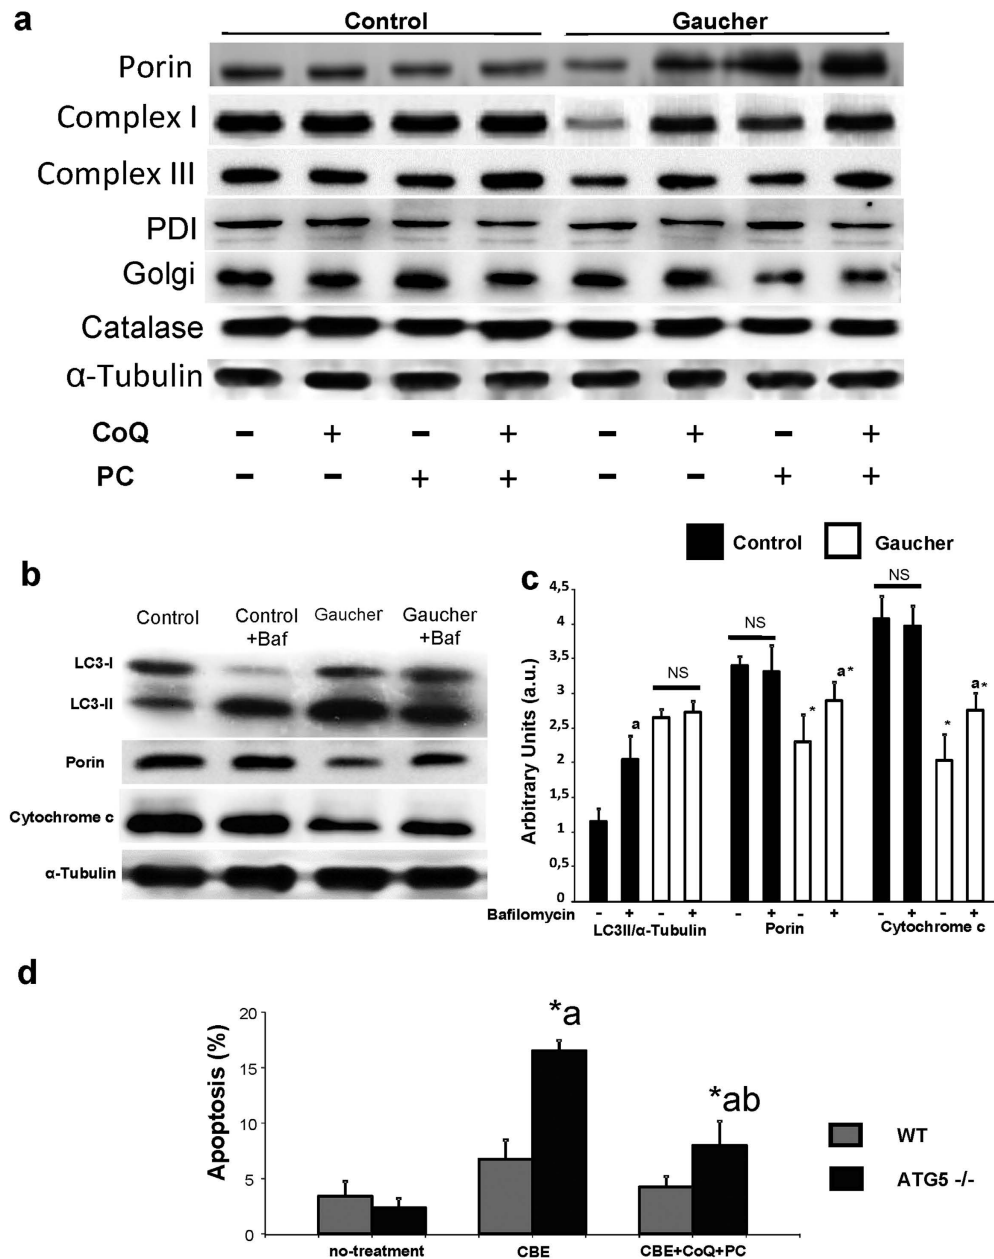 a
Control Gaucher
Porin
Complex I
Complex III
PDI
Golgi
Catalase
α-Tubulin
CoQ - + - + - + - +
PC - - + + - - + +
Control Gaucher
b
Control Control +Baf Gaucher Gaucher +Baf
LC3-I
LC3-II
Porin
Cytochrome c
α-Tubulin
c
Arbitrary Units (a.u.)
4,5
3,5
3
2,5
2
1,5
1
0,5
0
a
NS
NS
*
a*
NS
*
a*
Bafilomycin - + - + - + - + - + - +
LC3II/α-Tubulin Porin Cytochrome c
d
Apoptosis (%)
20
15
10
5
0
*a
*ab
no-treatment CBE CBE+CoQ+PC
WT
ATG5 -/-